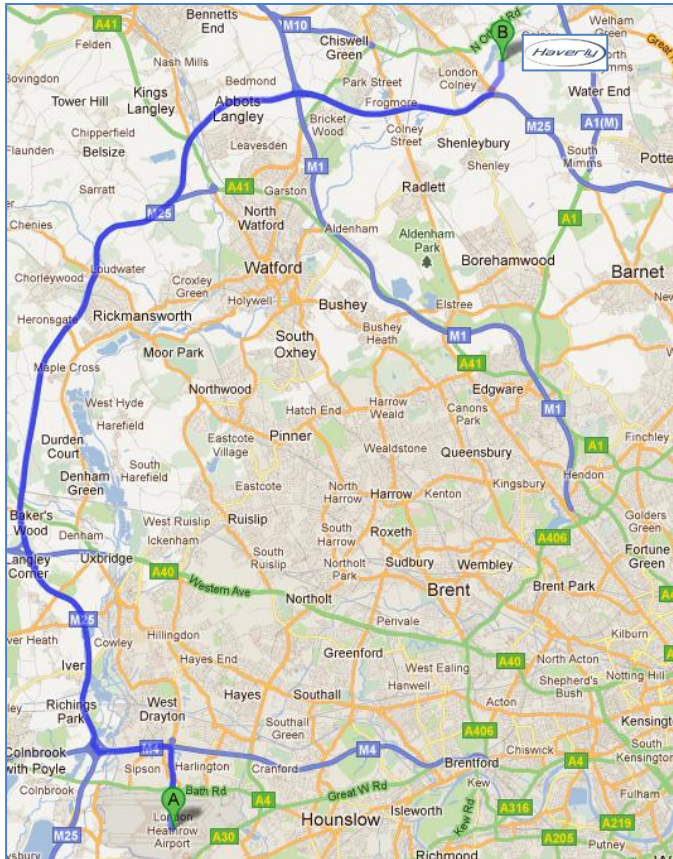 Bennetts
End
A41
Felden
Nash Mills
M10
Chiswell
Green
N Orbital Rd
B
Haverly
Welham
Green
Bovingdon
Kings
Langley
Bedmond
Park Street
London
Colney
North
Mimms
Water End
Tower Hill
Abbots
Langley
Frogmore
Chipperfield
Bricket
Wood
Colney
Street
Shenleybury
M25
A1(M)
Flaunden
Belsize
Leavesden
M1
Shenley
South
Mimms
Potte
Sarratt
A41
Garston
Radlett
M25
North
Watford
Aldenham
A1
Chenies
Aldenham
Park
Loudwater
Croxley
Green
Watford
Borehamwood
Barnet
Chorleywood
Holywell
Bushey
Elstree
Heronsgate
Rickmansworth
South
Oxhey
Bushey
Heath
M1
Moor Park
A41
Maple Cross
Northwood
Edgware
West Hyde
Hatch End
Harrow
Weald
Canons
Park
M1
Harefield
Pinner
Durden
Court
Eastcote
Village
Wealdstone
Queensbury
A1
Finchley
South
Harefield
Denham
Green
Eastcote
North
Harrow
Harrow
Kenton
Kingsbury
Hendon
Baker's
Wood
West Ruislip
Ruislip
South
Harrow
Roxeth
Golders
Green
Denham
Ickenham
A406
Langley
Corner
Uxbridge
South
Ruislip
Northolt
Park
Sudbury
Wembley
Fortune
Green
A40
Western Ave
Northolt
Brent
Brent Park
M25
Cowley
Hillingdon
Perivale
Kilburn
Iver Heath
Iver
Hayes End
Greenford
West Ealing
A40
North Acton
Notting Hill
Hanwell
Shepherd's
Bush
Richings
Park
West
Drayton
Hayes
Southall
Acton
Kensington
Southall
Green
A406
Colnbrook
with Poyle
M4
Harlington
Cranford
M4
Chiswick
South
Kensington
Sipson
Brentford
A4
Colnbrook
A
Bath Rd
A4
Great W Rd
Kew
London
Heathrow
Airport
Isleworth
Kew Rd
A316
Fulham
M25
A30
Hounslow
A219
A205
Putney
Richmond